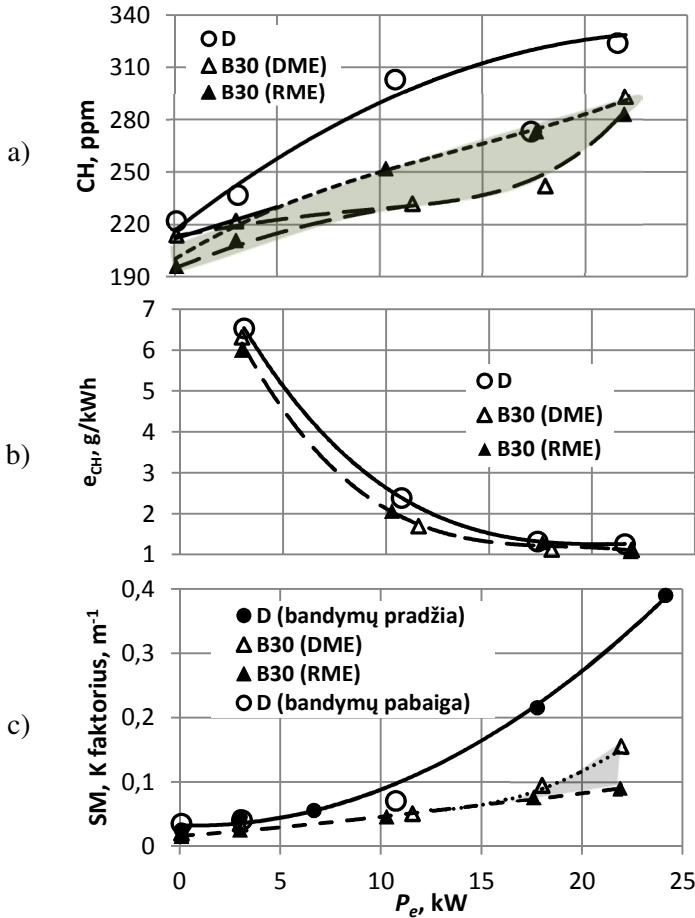 a)
CH, ppm
340
310
280
250
220
190
D
B30 (DME)
B30 (RME)
b)
e_CH, g/kWh
7
6
5
4
3
2
1
D
B30 (DME)
B30 (RME)
c)
SM, K faktorius, m⁻¹
0,4
0,3
0,2
0,1
0
D (bandymų pradžia)
B30 (DME)
B30 (RME)
D (bandymų pabaiga)
0 5 10 15 20 25
P_e, kW